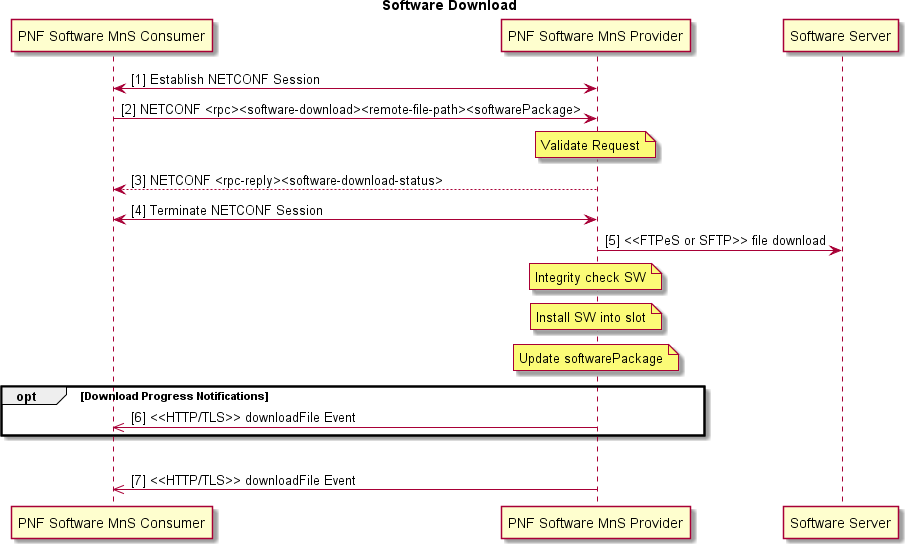 Software Download
PNF Software MnS Consumer
PNF Software MnS Provider
Software Server
[1] Establish NETCONF Session
[2] NETCONF <rpc><software-download><remote-file-path><softwarePackage>
Validate Request
[3] NETCONF <rpc-reply><software-download-status>
[4] Terminate NETCONF Session
[5] <<FTPeS or SFTP>> file download
Integrity check SW
Install SW into slot
Update softwarePackage
opt
[Download Progress Notifications]
[6] <<HTTP/TLS>> downloadFile Event
[7] <<HTTP/TLS>> downloadFile Event
PNF Software MnS Consumer
PNF Software MnS Provider
Software Server